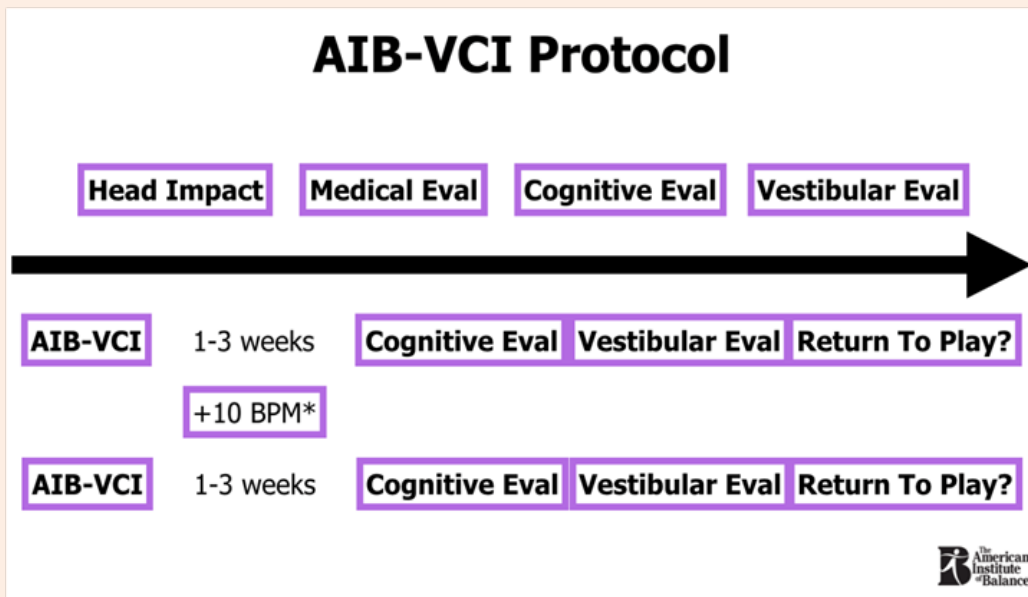 AIB-VCI Protocol
Head Impact Medical Eval Cognitive Eval Vestibular Eval
AIB-VCI 1-3 weeks Cognitive Eval Vestibular Eval Return To Play?
+10 BPM*
AIB-VCI 1-3 weeks Cognitive Eval Vestibular Eval Return To Play?
The
American
Institute
of Balance